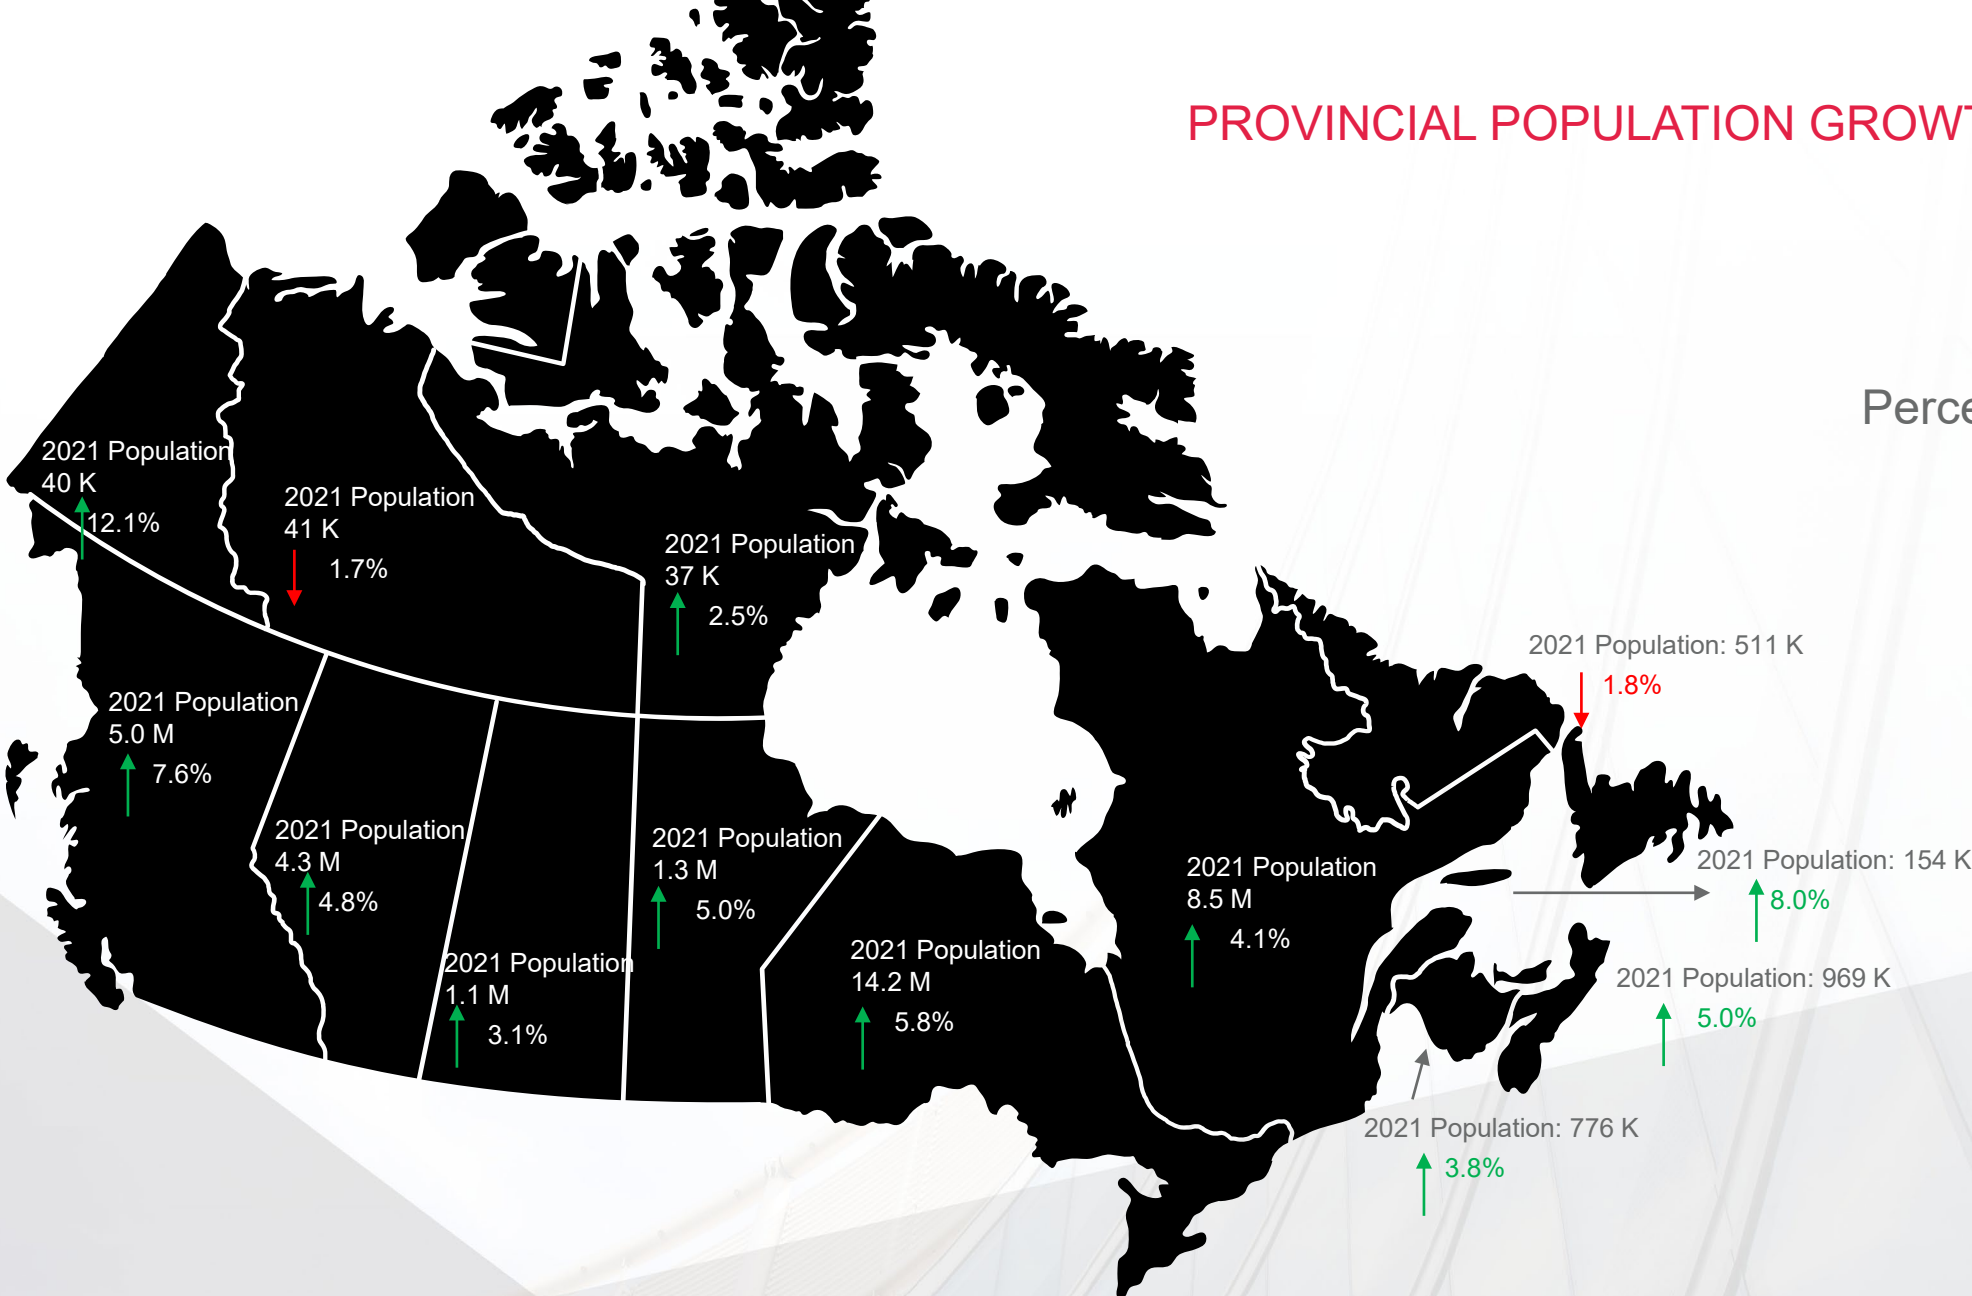 PROVINCIAL POPULATION GROWT
Perce
2021 Population
40 K
12.1%
2021 Population
41 K
1.7%
2021 Population
37 K
2.5%
2021 Population: 511 K
1.8%
2021 Population
5.0 M
7.6%
2021 Population
4.3 M
4.8%
2021 Population
1.3 M
5.0%
2021 Population
8.5 M
4.1%
2021 Population: 154 K
8.0%
2021 Population
1.1 M
3.1%
2021 Population
14.2 M
5.8%
2021 Population: 969 K
5.0%
2021 Population: 776 K
3.8%